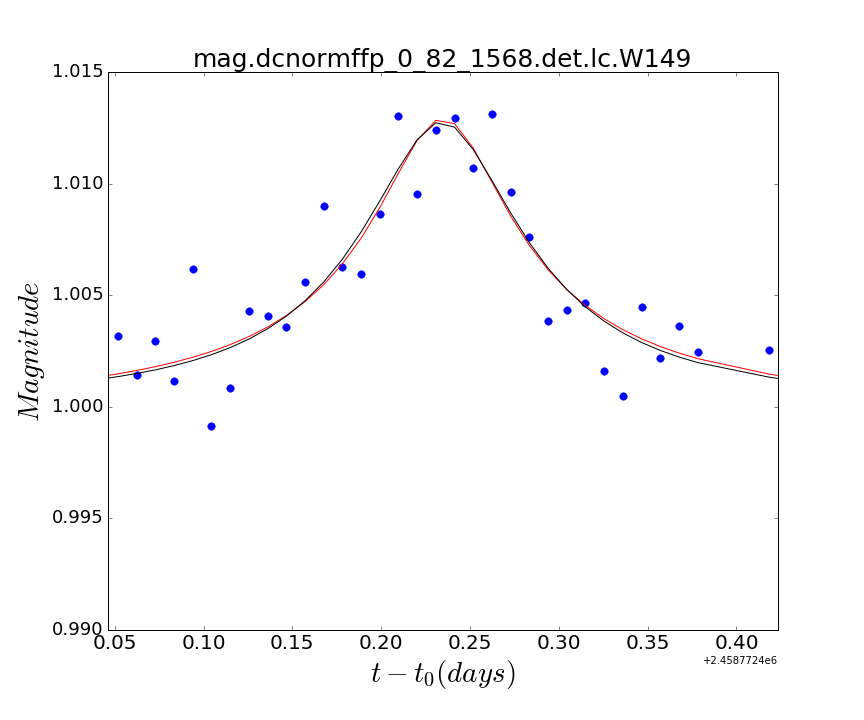 mag.dcnormffp_0_82_1568.det.lc.W149
1.015
1.010
1.005
1.000
0.995
0.990
Magnitude
0.05 0.10 0.15 0.20 0.25 0.30 0.35 0.40
+2.4587724e6
t − t₀(days)